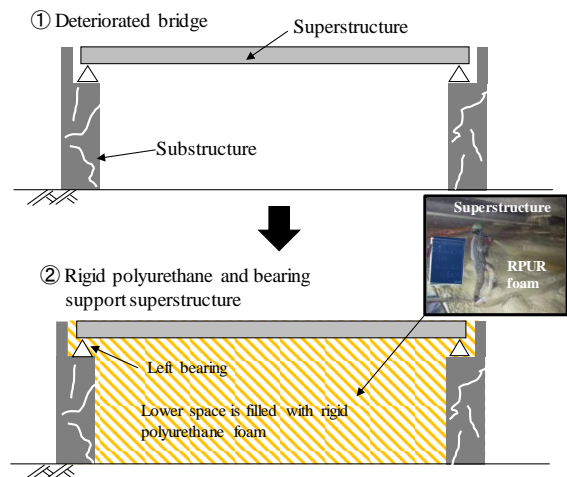 ① Deteriorated bridge
Superstructure
Substructure
Superstructure
RPUR
foam
② Rigid polyurethane and bearing
support superstructure
Left bearing
Lower space is filled with rigid
polyurethane foam